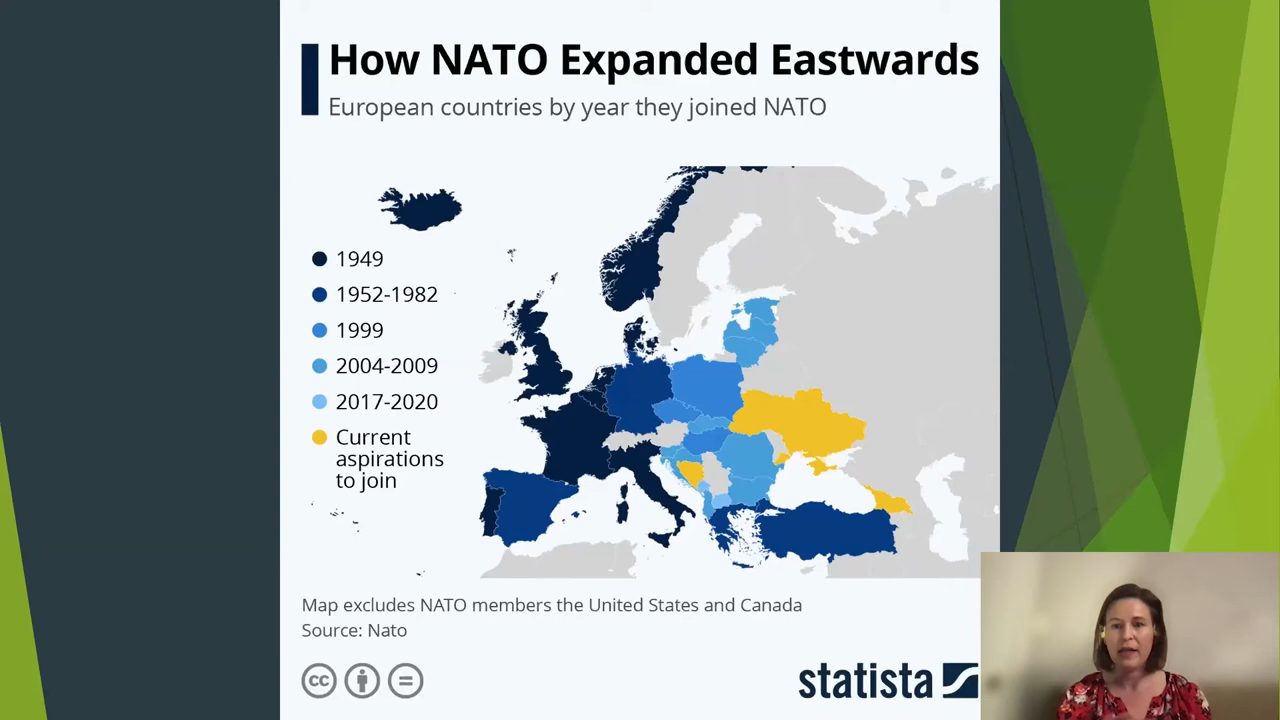 How NATO Expanded Eastwards
European countries by year they joined NATO
1949
1952-1982
1999
2004-2009
2017-2020
Current
aspirations
to join
Map excludes NATO members the United States and Canada
Source: Nato
cc
statista